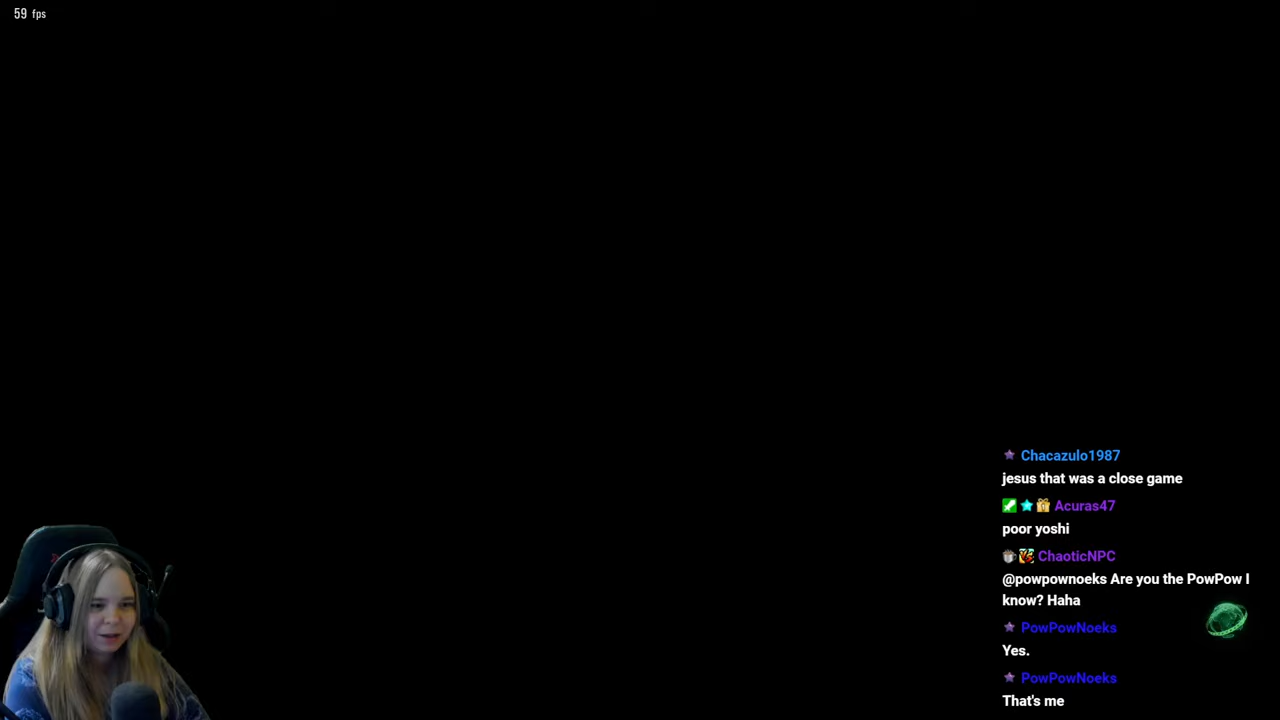 59 fps
Chacazulo1987
jesus that was a close game
Acuras47
poor yoshi
ChaoticNPC
@powpownoeks Are you the PowPow I
know? Haha
PowPowNoeks
Yes.
PowPowNoeks
That's me